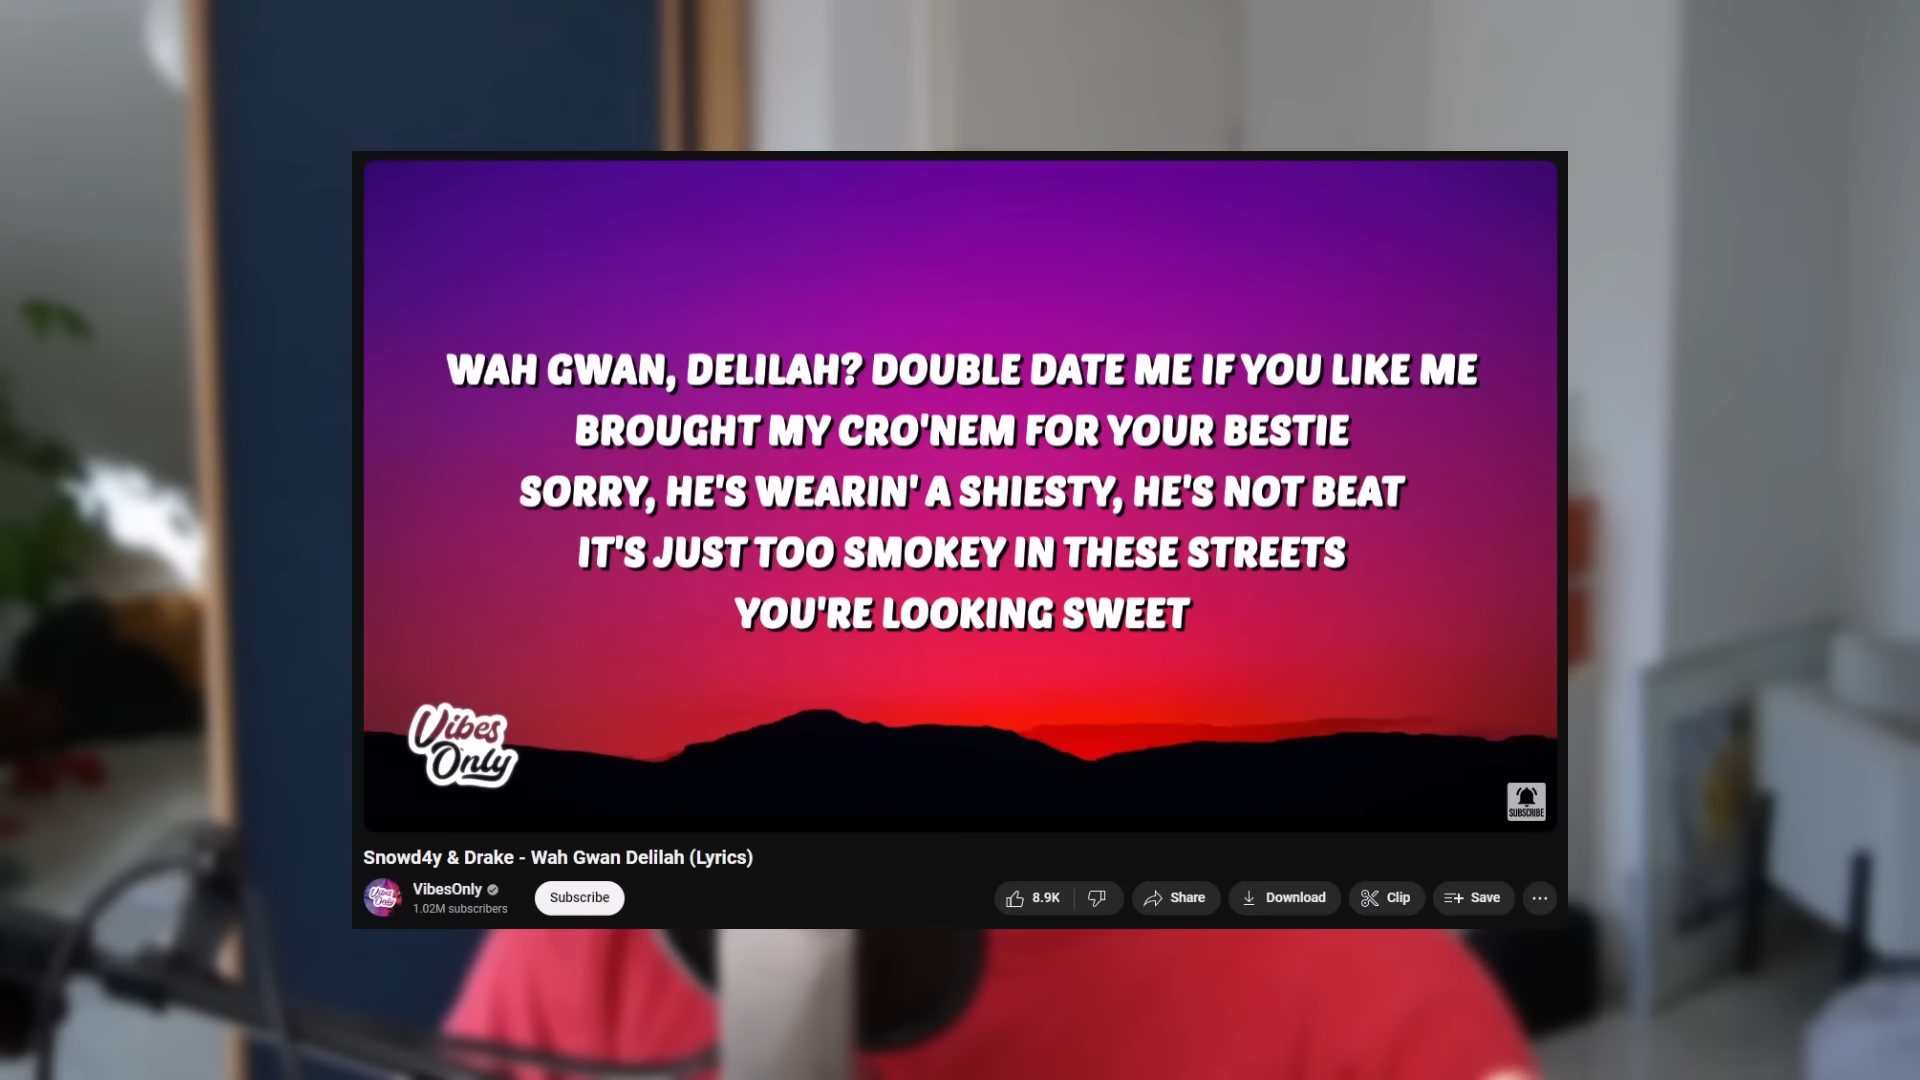 WAH GWAN, DELILAH? DOUBLE DATE ME IF YOU LIKE ME
BROUGHT MY CRO'NEM FOR YOUR BESTIE
SORRY, HE'S WEARIN' A SHIESTY, HE'S NOT BEAT
IT'S JUST TOO SMOKEY IN THESE STREETS
YOU'RE LOOKING SWEET
Vibes
Only
SUBSCRIBE
Snowd4y & Drake - Wah Gwan Delilah (Lyrics)
Vibes
Only
VibesOnly
1.02M subscribers
Subscribe
8.9K
Share
Download
Clip
Save